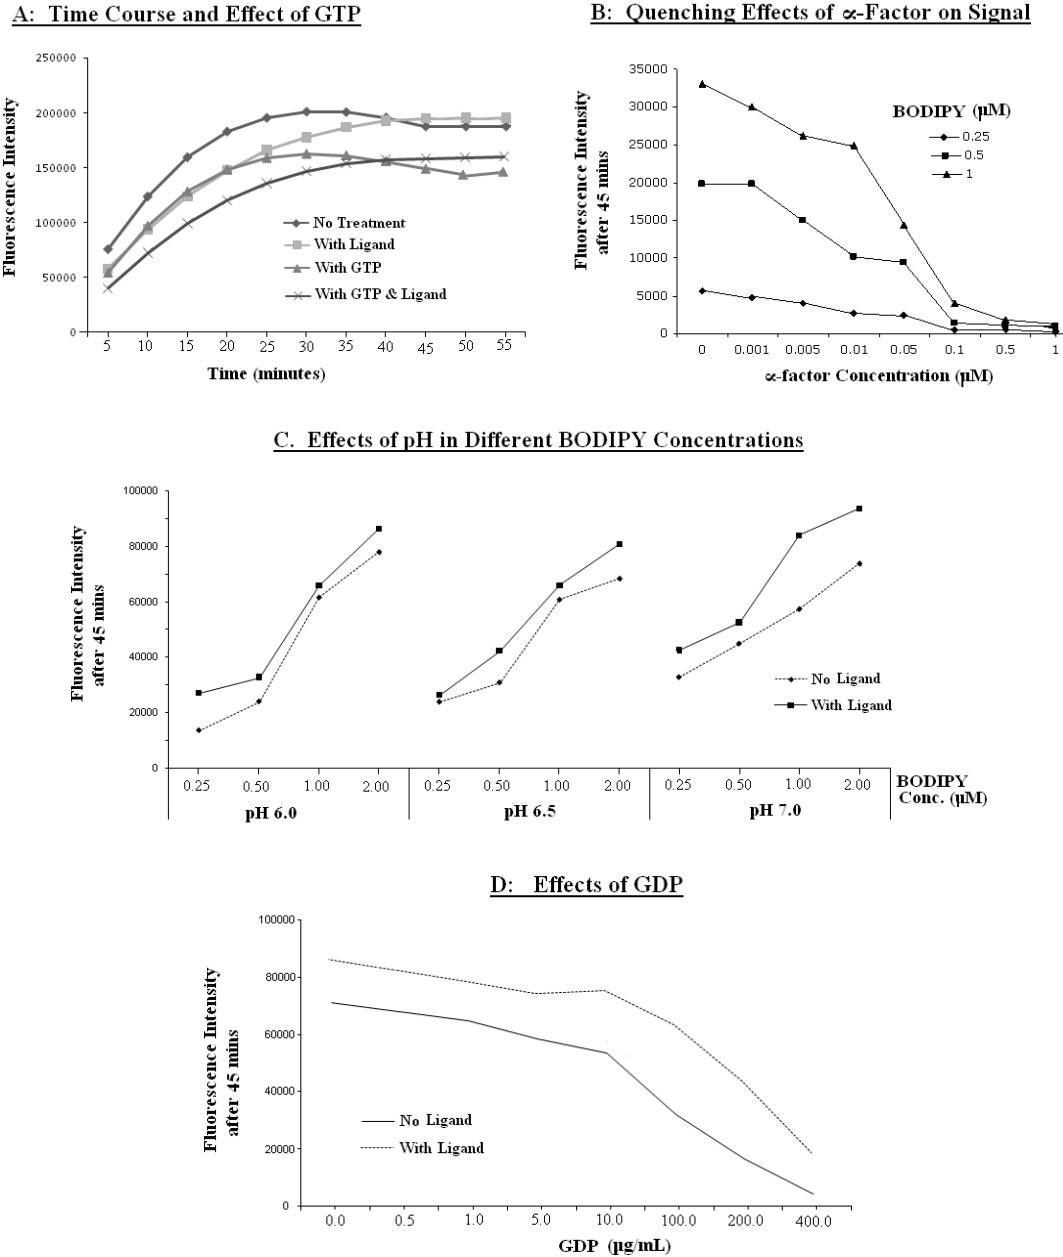 A: Time Course and Effect of GTP
Fluorescence Intensity
250000
200000
150000
100000
50000
0
No Treatment
With Ligand
With GTP
With GTP & Ligand
5 10 15 20 25 30 35 40 45 50 55
Time (minutes)
B: Quenching Effects of α-Factor on Signal
Fluorescence Intensity
after 45 mins
35000
30000
25000
20000
15000
10000
5000
0
BODIPY (μM)
0.25
0.5
1
0 0.001 0.005 0.01 0.05 0.1 0.5 1
α-factor Concentration (μM)
C. Effects of pH in Different BODIPY Concentrations
Fluorescence Intensity
after 45 mins
100000
80000
60000
40000
20000
0
No Ligand
With Ligand
0.25 0.50 1.00 2.00 0.25 0.50 1.00 2.00 0.25 0.50 1.00 2.00
BODIPY
Conc. (μM)
pH 6.0 pH 6.5 pH 7.0
D: Effects of GDP
Fluorescence Intensity
after 45 mins
100000
80000
60000
40000
20000
0
No Ligand
With Ligand
0.0 0.5 1.0 5.0 10.0 100.0 200.0 400.0
GDP (μg/mL)